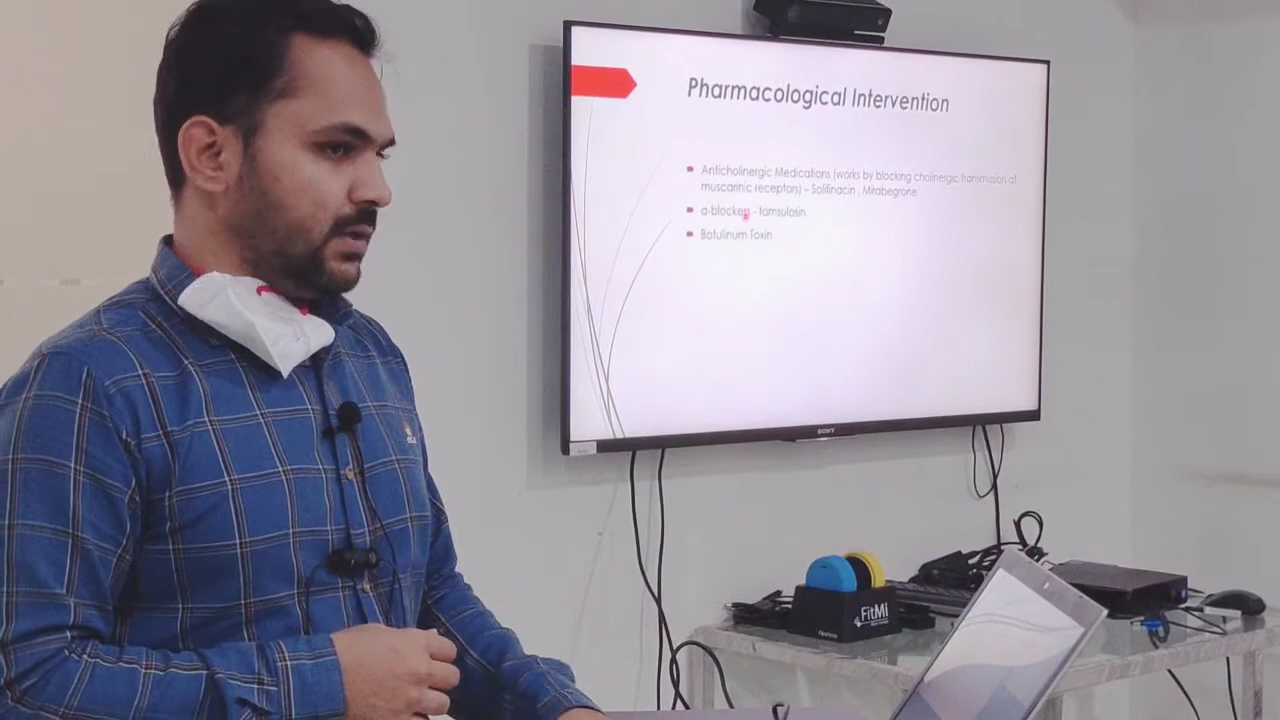 Pharmacological Intervention
Anticholinergic Medications (works by blocking cholinergic transmission at
muscarinic receptors) – Solifinacin , Mirabegrone
a-blockers - tamsulosin
Botulinum Toxin
SONY
FitMi